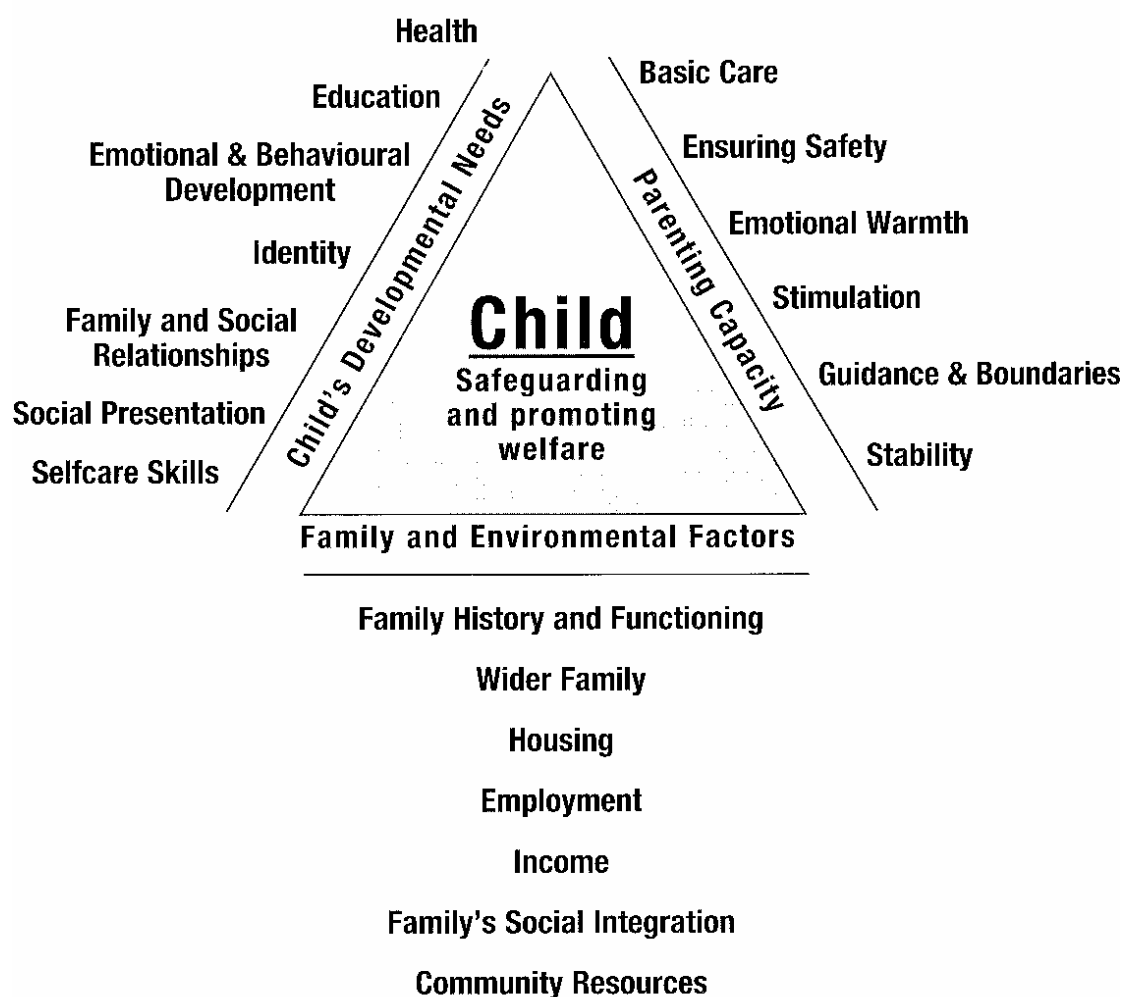 Health
Education
Emotional & Behavioural
Development
Identity
Family and Social
Relationships
Social Presentation
Selfcare Skills
Child's Developmental Needs
Basic Care
Ensuring Safety
Emotional Warmth
Stimulation
Guidance & Boundaries
Stability
Parenting Capacity
Child
Safeguarding
and promoting
welfare
Family and Environmental Factors
Family History and Functioning
Wider Family
Housing
Employment
Income
Family's Social Integration
Community Resources